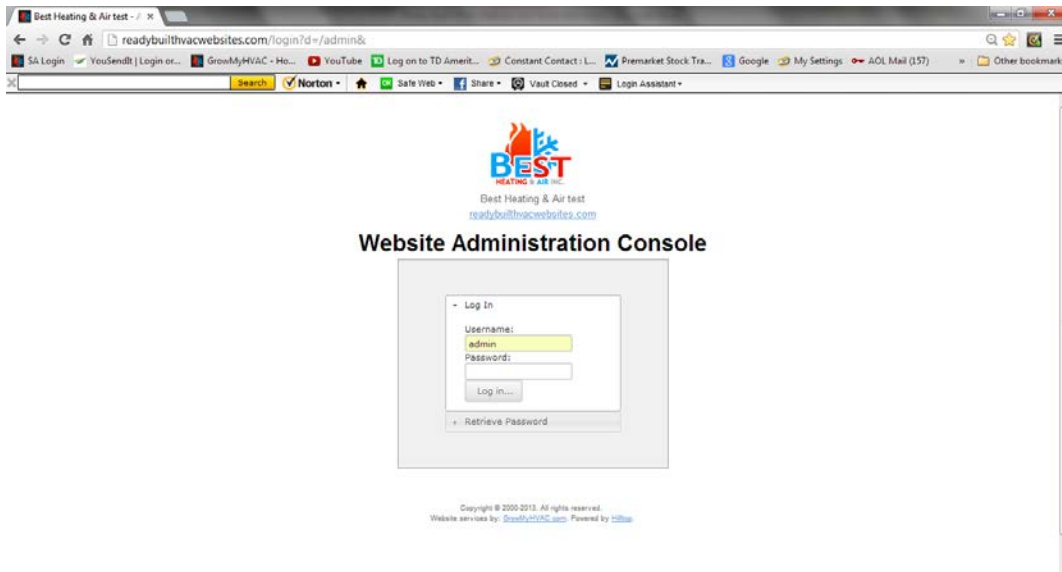 Best Heating & Air test - /
readybuilthvacwebsites.com/login?d=/admin&
SA Login YouSendIt | Login or... GrowMyHVAC - Ho... YouTube Log on to TD Amerit... Constant Contact : L... Premarket Stock Tra... Google My Settings AOL Mail (157) » Other bookmark
Search Norton - Safe Web - Share - Vault Closed - Login Assistant -
BEST
HEATING & AIR INC.
Best Heating & Air test
readybuilthvacwebsites.com
Website Administration Console
- Log In
Username:
admin
Password:
Log in...
+ Retrieve Password
Copyright © 2000-2013. All rights reserved.
Website services by: GrowMyHVAC.com. Powered by Hilltop.